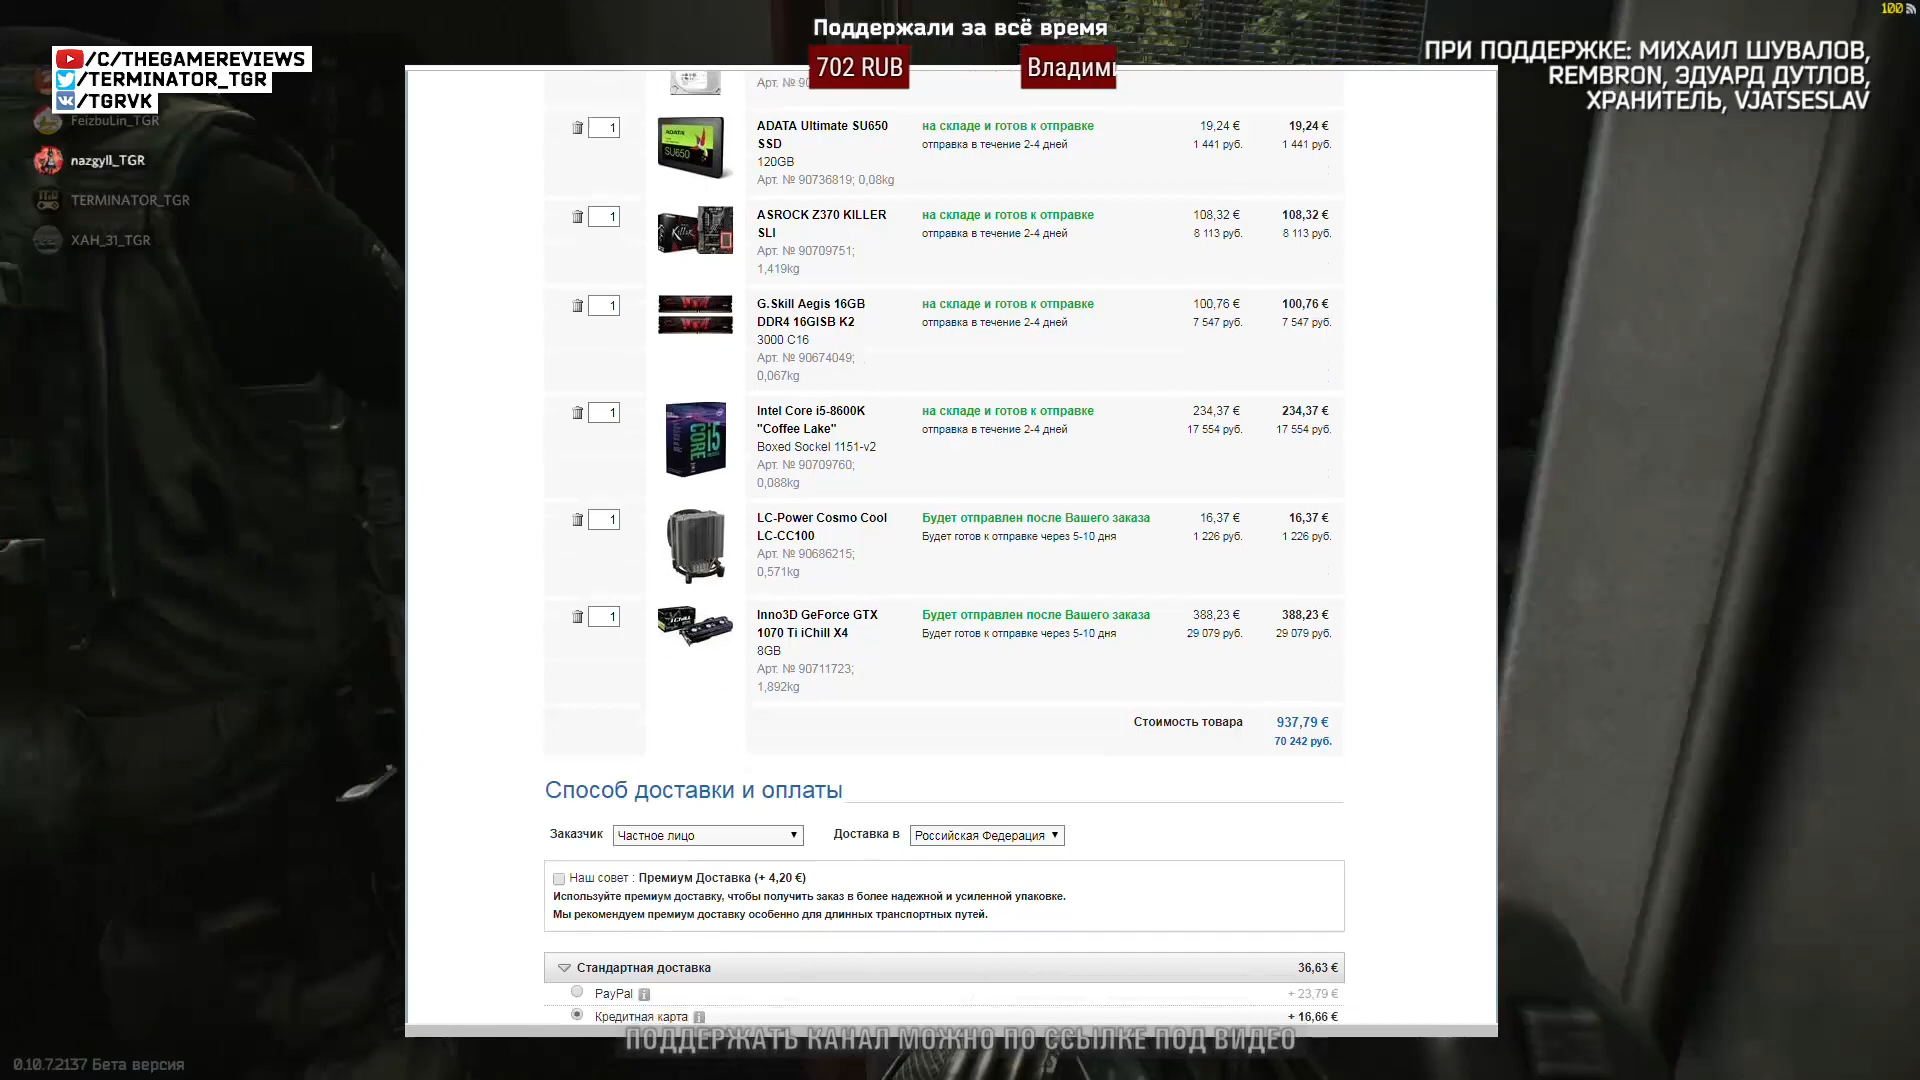 Поддержали за всё время
702 RUB
Владим
100
/C/THEGAMEREVIEWS
/TERMINATOR_TGR
/TGRVK
ПРИ ПОДДЕРЖКЕ: МИХАИЛ ШУВАЛОВ,
REMBRON, ЭДУАРД ДУТЛОВ,
ХРАНИТЕЛЬ, VJATSESLAV
FeizbuLin_TGR
nazgyll_TGR
TERMINATOR_TGR
XAH_31_TGR
Арт. № 90
1 ADATA Ultimate SU650 на складе и готов к отправке 19,24 € 19,24 €
SSD отправка в течение 2-4 дней 1 441 руб. 1 441 руб.
120GB
Арт. № 90736819; 0,08kg
1 ASROCK Z370 KILLER на складе и готов к отправке 108,32 € 108,32 €
SLI отправка в течение 2-4 дней 8 113 руб. 8 113 руб.
Арт. № 90709751;
1,419kg
1 G.Skill Aegis 16GB на складе и готов к отправке 100,76 € 100,76 €
DDR4 16GISB K2 отправка в течение 2-4 дней 7 547 руб. 7 547 руб.
3000 C16
Арт. № 90674049;
0,067kg
1 Intel Core i5-8600K на складе и готов к отправке 234,37 € 234,37 €
"Coffee Lake" отправка в течение 2-4 дней 17 554 руб. 17 554 руб.
Boxed Sockel 1151-v2
Арт. № 90709760;
0,088kg
1 LC-Power Cosmo Cool Будет отправлен после Вашего заказа 16,37 € 16,37 €
LC-CC100 Будет готов к отправке через 5-10 дня 1 226 руб. 1 226 руб.
Арт. № 90686215;
0,571kg
1 Inno3D GeForce GTX Будет отправлен после Вашего заказа 388,23 € 388,23 €
1070 Ti iChill X4 Будет готов к отправке через 5-10 дня 29 079 руб. 29 079 руб.
8GB
Арт. № 90711723;
1,892kg
Стоимость товара 937,79 €
70 242 руб.
Способ доставки и оплаты
Заказчик Частное лицо Доставка в Российская Федерация
Наш совет : Премиум Доставка (+ 4,20 €)
Используйте премиум доставку, чтобы получить заказ в более надежной и усиленной упаковке.
Мы рекомендуем премиум доставку особенно для длинных транспортных путей.
Стандартная доставка 36,63 €
PayPal + 23,79 €
Кредитная карта + 16,66 €
ПОДДЕРЖАТЬ КАНАЛ МОЖНО ПО ССЫЛКЕ ПОД ВИДЕО
0.10.7.2137 Бета версия